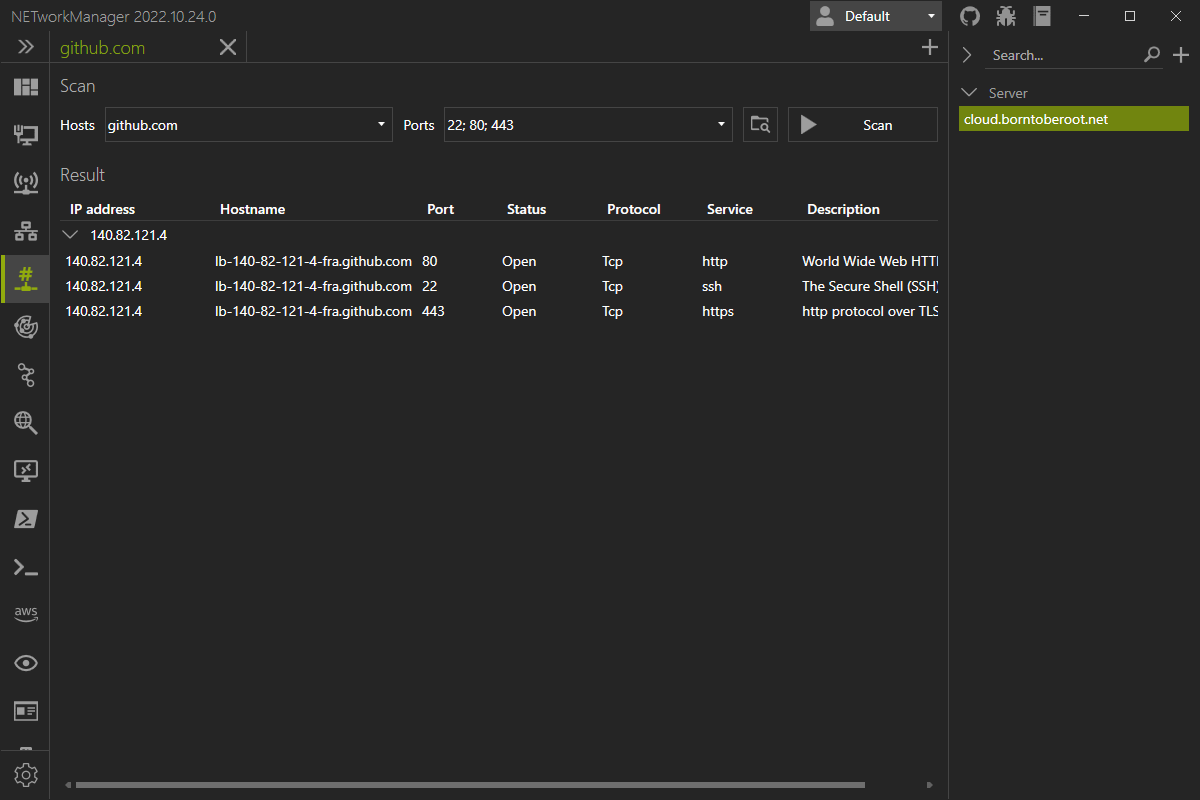 NETworkManager 2022.10.24.0
Default
github.com
Search...
Scan
Server
Hosts github.com Ports 22; 80; 443 Scan
cloud.borntoberoot.net
Result
IP address Hostname Port Status Protocol Service Description
140.82.121.4
140.82.121.4 lb-140-82-121-4-fra.github.com 80 Open Tcp http World Wide Web HTT
140.82.121.4 lb-140-82-121-4-fra.github.com 22 Open Tcp ssh The Secure Shell (SSH)
140.82.121.4 lb-140-82-121-4-fra.github.com 443 Open Tcp https http protocol over TLS
aws